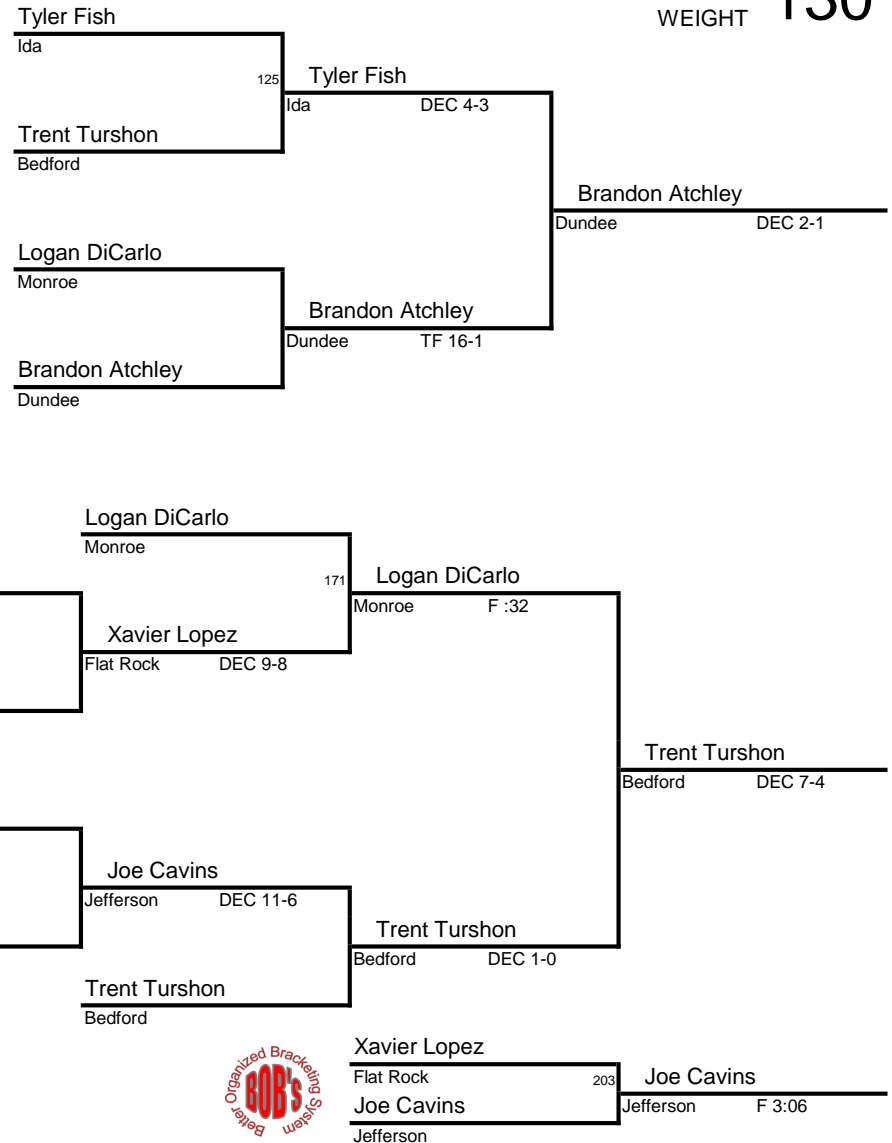 WEIGHT 130
Tyler Fish
Ida
125 Tyler Fish
Ida DEC 4-3
Trent Turshon
Bedford
Brandon Atchley
Dundee DEC 2-1
Logan DiCarlo
Monroe
Brandon Atchley
Dundee TF 16-1
Brandon Atchley
Dundee
Logan DiCarlo
Monroe
171 Logan DiCarlo
Monroe F :32
Xavier Lopez
Flat Rock DEC 9-8
Trent Turshon
Bedford DEC 7-4
Joe Cavins
Jefferson DEC 11-6
Trent Turshon
Bedford DEC 1-0
Trent Turshon
Bedford
Xavier Lopez
Flat Rock
203 Joe Cavins
Jefferson F 3:06
Joe Cavins
Jefferson
Better Organized Bracketing System
BOB's